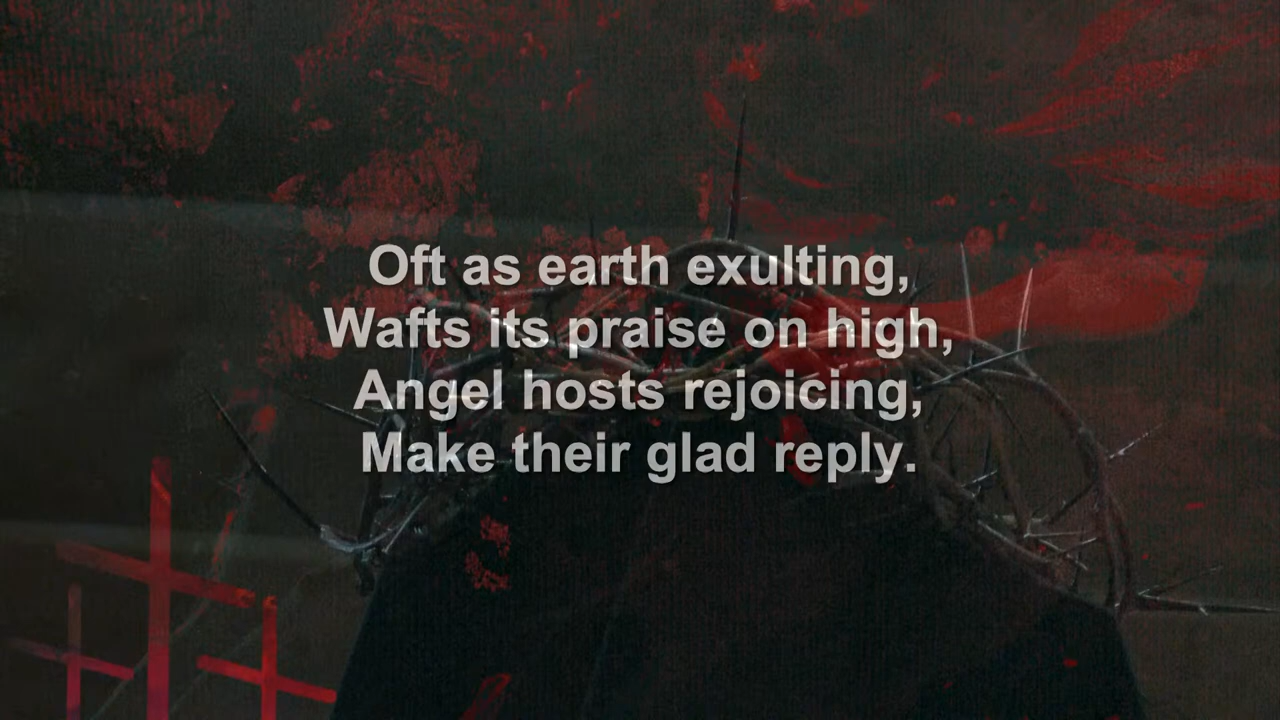 Oft as earth exulting,
Wafts its praise on high,
Angel hosts rejoicing,
Make their glad reply.